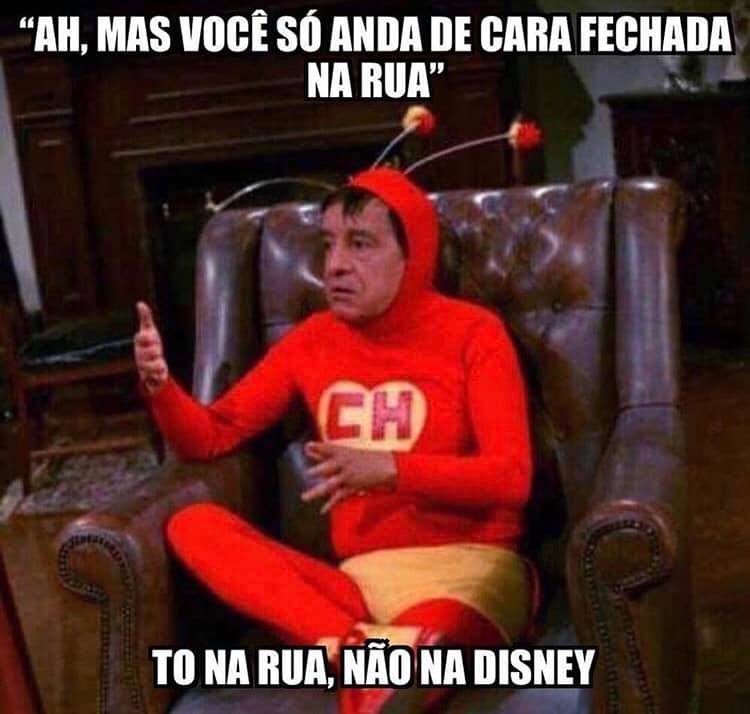 “AH, MAS VOCÊ SÓ ANDA DE CARA FECHADA
NA RUA”
CH
TO NA RUA, NÃO NA DISNEY